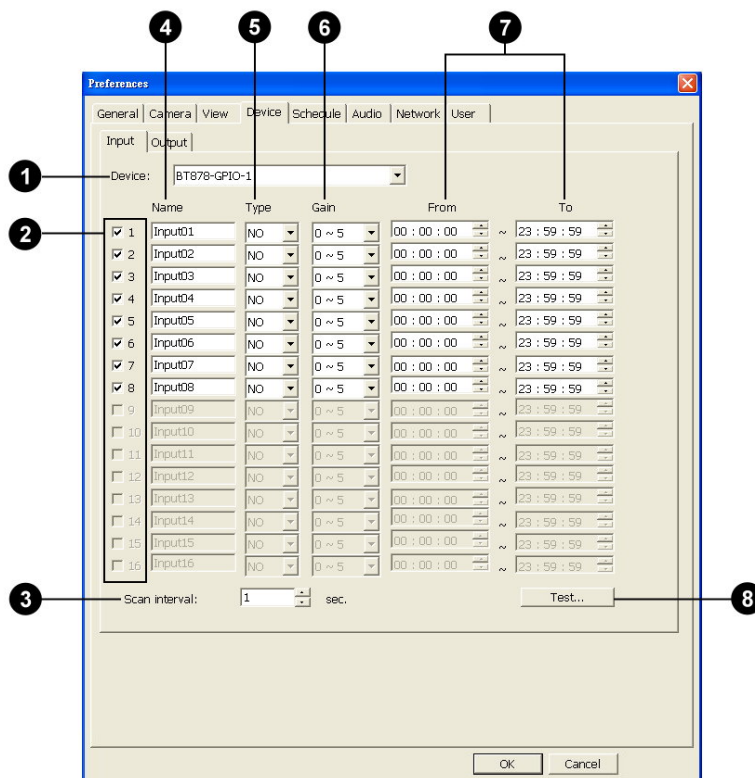 4 5 6 7
Preferences
General Camera View Device Schedule Audio Network User
Input Output
1 Device: BT878-GPIO-1
Name Type Gain From To
2 1 Input01 NO 0 ~ 5 00 : 00 : 00 ~ 23 : 59 : 59
2 Input02 NO 0 ~ 5 00 : 00 : 00 ~ 23 : 59 : 59
3 Input03 NO 0 ~ 5 00 : 00 : 00 ~ 23 : 59 : 59
4 Input04 NO 0 ~ 5 00 : 00 : 00 ~ 23 : 59 : 59
5 Input05 NO 0 ~ 5 00 : 00 : 00 ~ 23 : 59 : 59
6 Input06 NO 0 ~ 5 00 : 00 : 00 ~ 23 : 59 : 59
7 Input07 NO 0 ~ 5 00 : 00 : 00 ~ 23 : 59 : 59
8 Input08 NO 0 ~ 5 00 : 00 : 00 ~ 23 : 59 : 59
9 Input09 NO 0 ~ 5 00 : 00 : 00 ~ 23 : 59 : 59
10 Input10 NO 0 ~ 5 00 : 00 : 00 ~ 23 : 59 : 59
11 Input11 NO 0 ~ 5 00 : 00 : 00 ~ 23 : 59 : 59
12 Input12 NO 0 ~ 5 00 : 00 : 00 ~ 23 : 59 : 59
13 Input13 NO 0 ~ 5 00 : 00 : 00 ~ 23 : 59 : 59
14 Input14 NO 0 ~ 5 00 : 00 : 00 ~ 23 : 59 : 59
15 Input15 NO 0 ~ 5 00 : 00 : 00 ~ 23 : 59 : 59
16 Input16 NO 0 ~ 5 00 : 00 : 00 ~ 23 : 59 : 59
3 Scan interval: 1 sec. Test... 8
OK Cancel